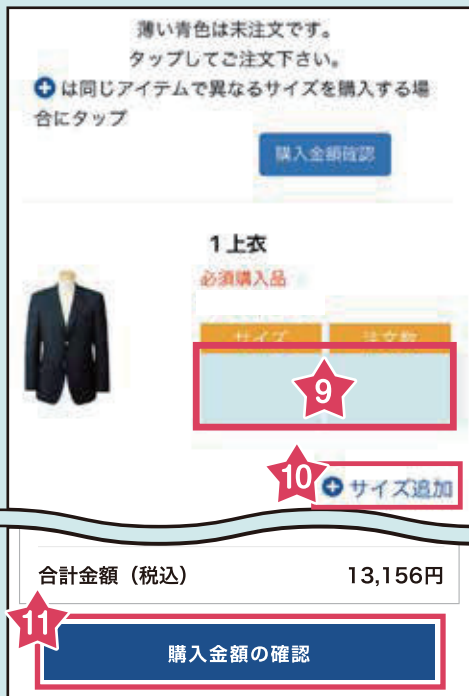 薄い青色は未注文です。
タップしてご注文下さい。
は同じアイテムで異なるサイズを購入する場
合にタップ
購入金額確認
1 上衣
必須購入品
サイズ 注文数
9
10
サイズ追加
合計金額（税込） 13,156円
11
購入金額の確認